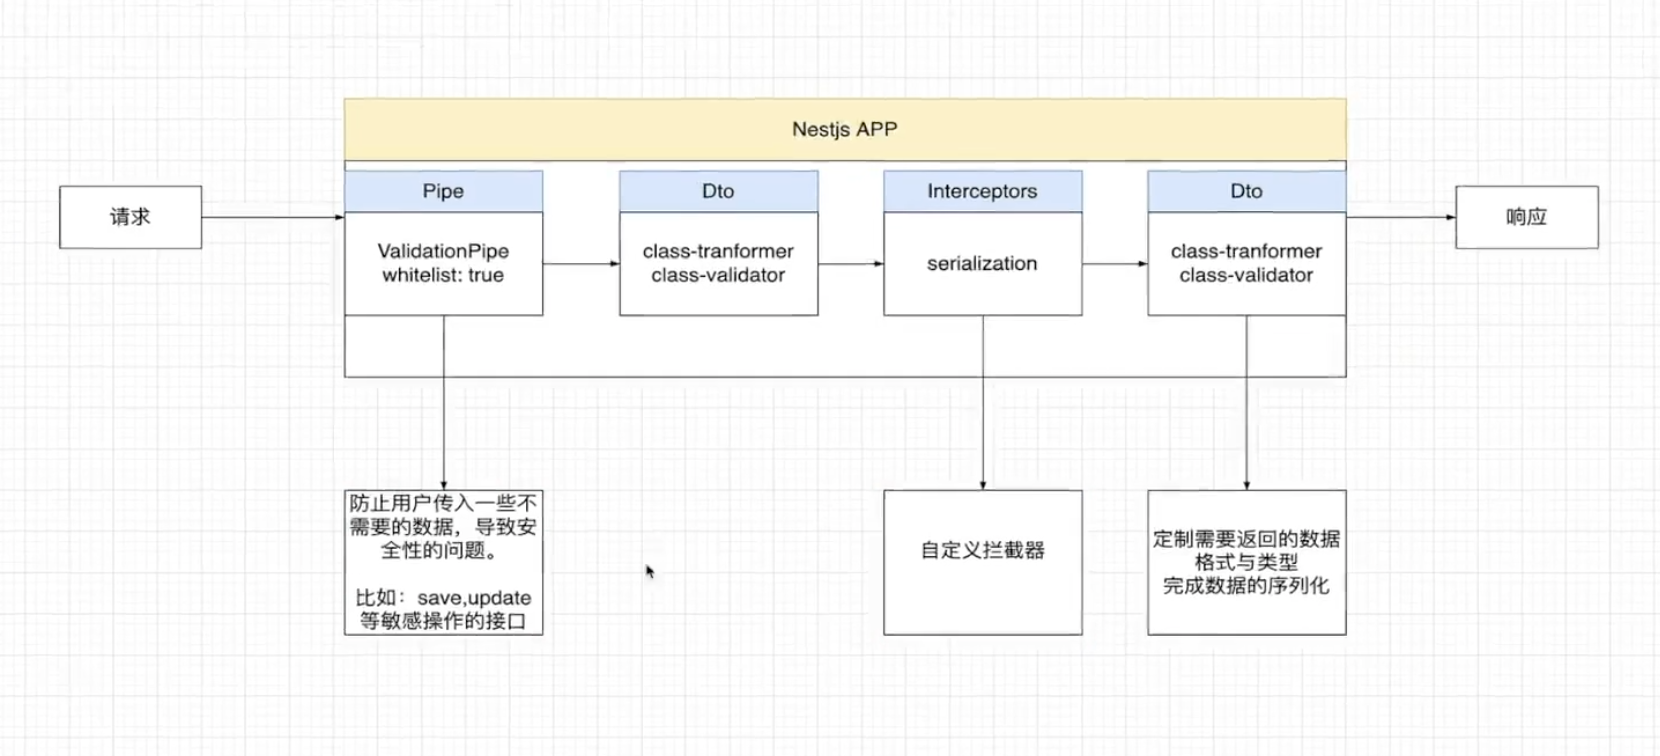 Nestjs APP
请求
Pipe
ValidationPipe
whitelist: true
Dto
class-tranformer
class-validator
Interceptors
serialization
Dto
class-tranformer
class-validator
响应
防止用户传入一些不
需要的数据，导致安
全性的问题。
比如：save,update
等敏感操作的接口
自定义拦截器
定制需要返回的数据
格式与类型
完成数据的序列化